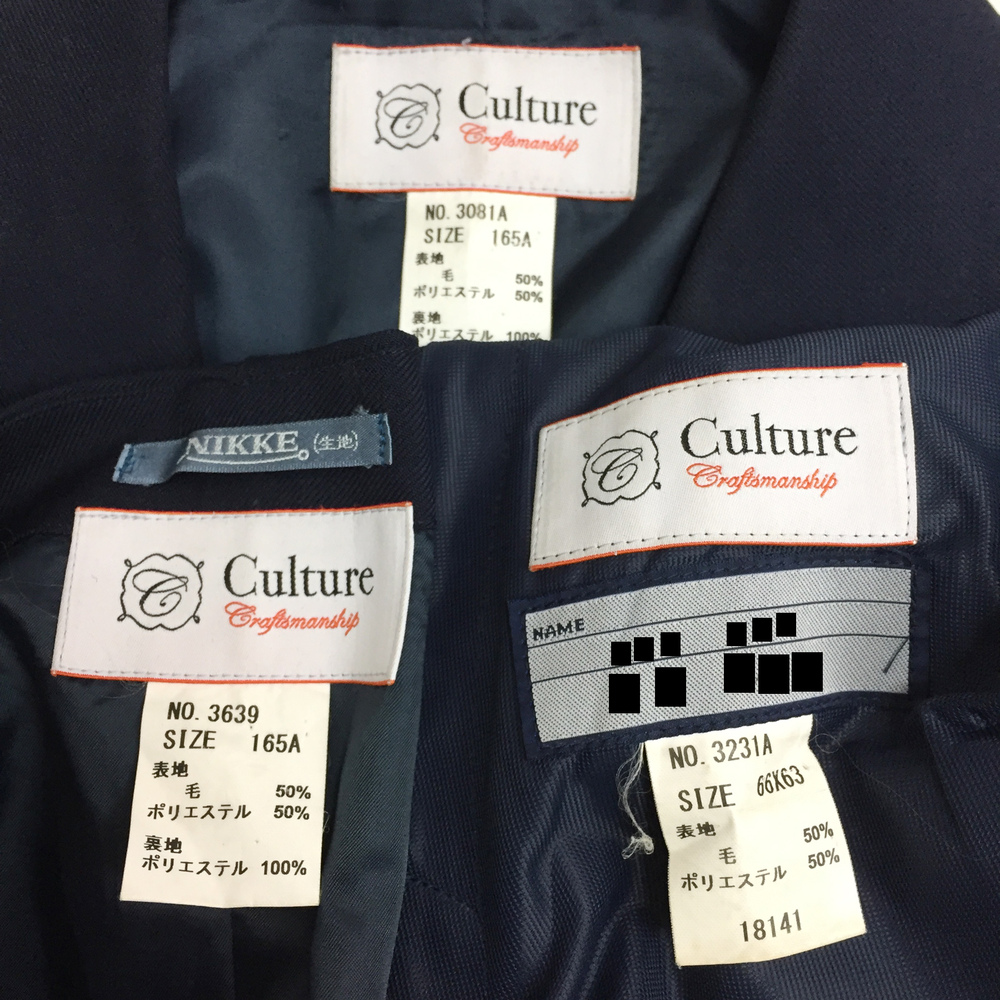 Culture
Craftsmanship
NO. 3081A
SIZE 165A
表地
毛 50%
ポリエステル 50%
裏地
ポリエステル 100%
NIKKE. (生地)
Culture
Craftsmanship
NO. 3639
SIZE 165A
表地
毛 50%
ポリエステル 50%
裏地
ポリエステル 100%
Culture
Craftsmanship
NAME
NO. 3231A
SIZE 66X63
表地
毛 50%
ポリエステル 50%
18141